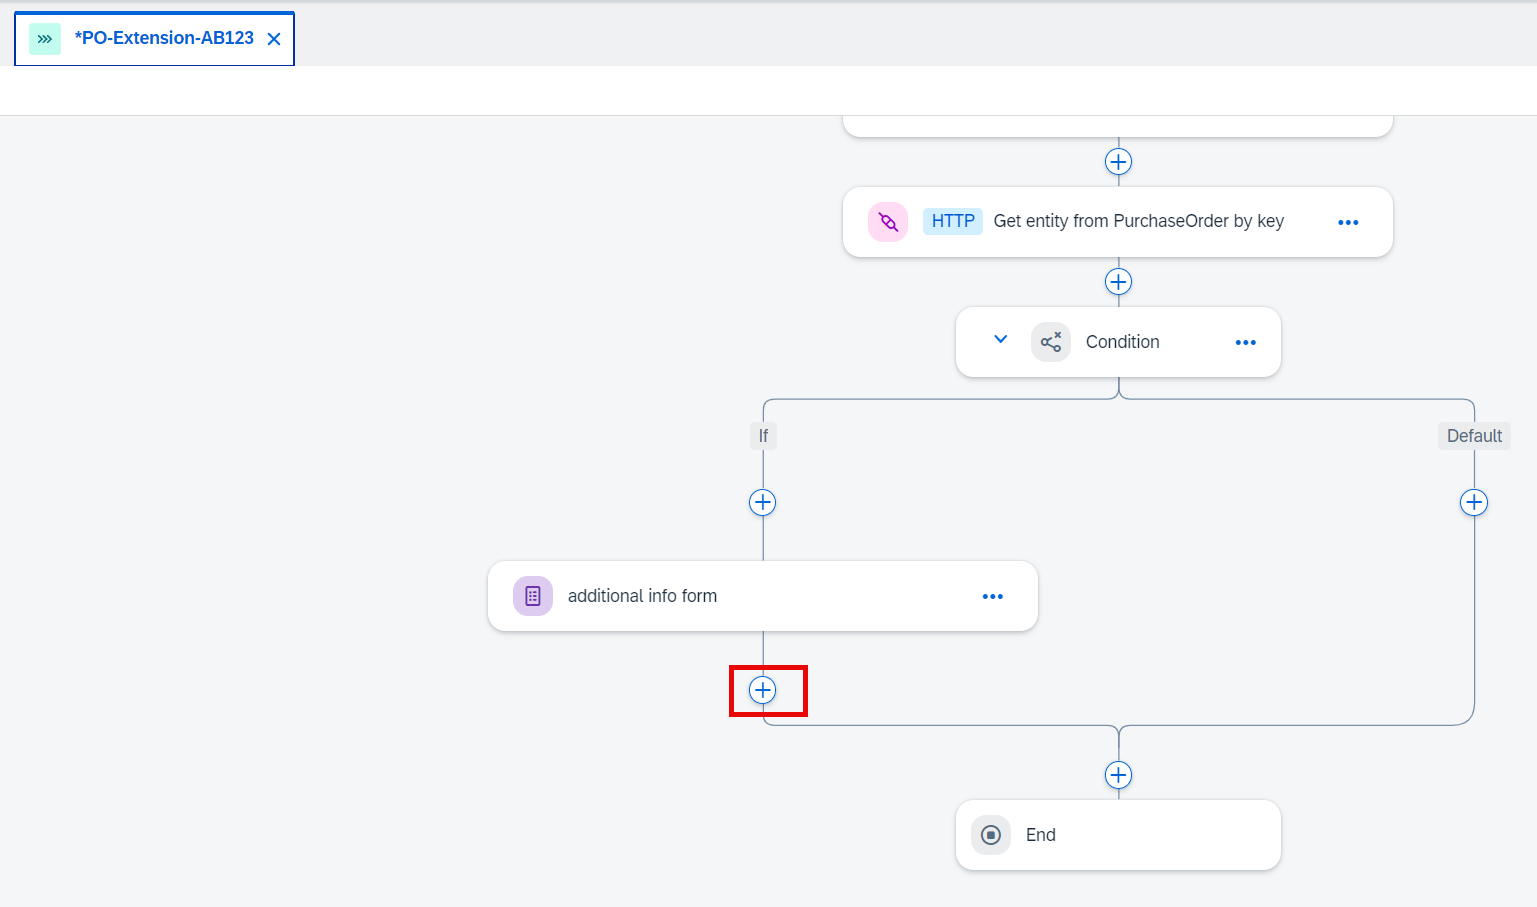 *PO-Extension-AB123
HTTP Get entity from PurchaseOrder by key
Condition
If
Default
additional info form
End